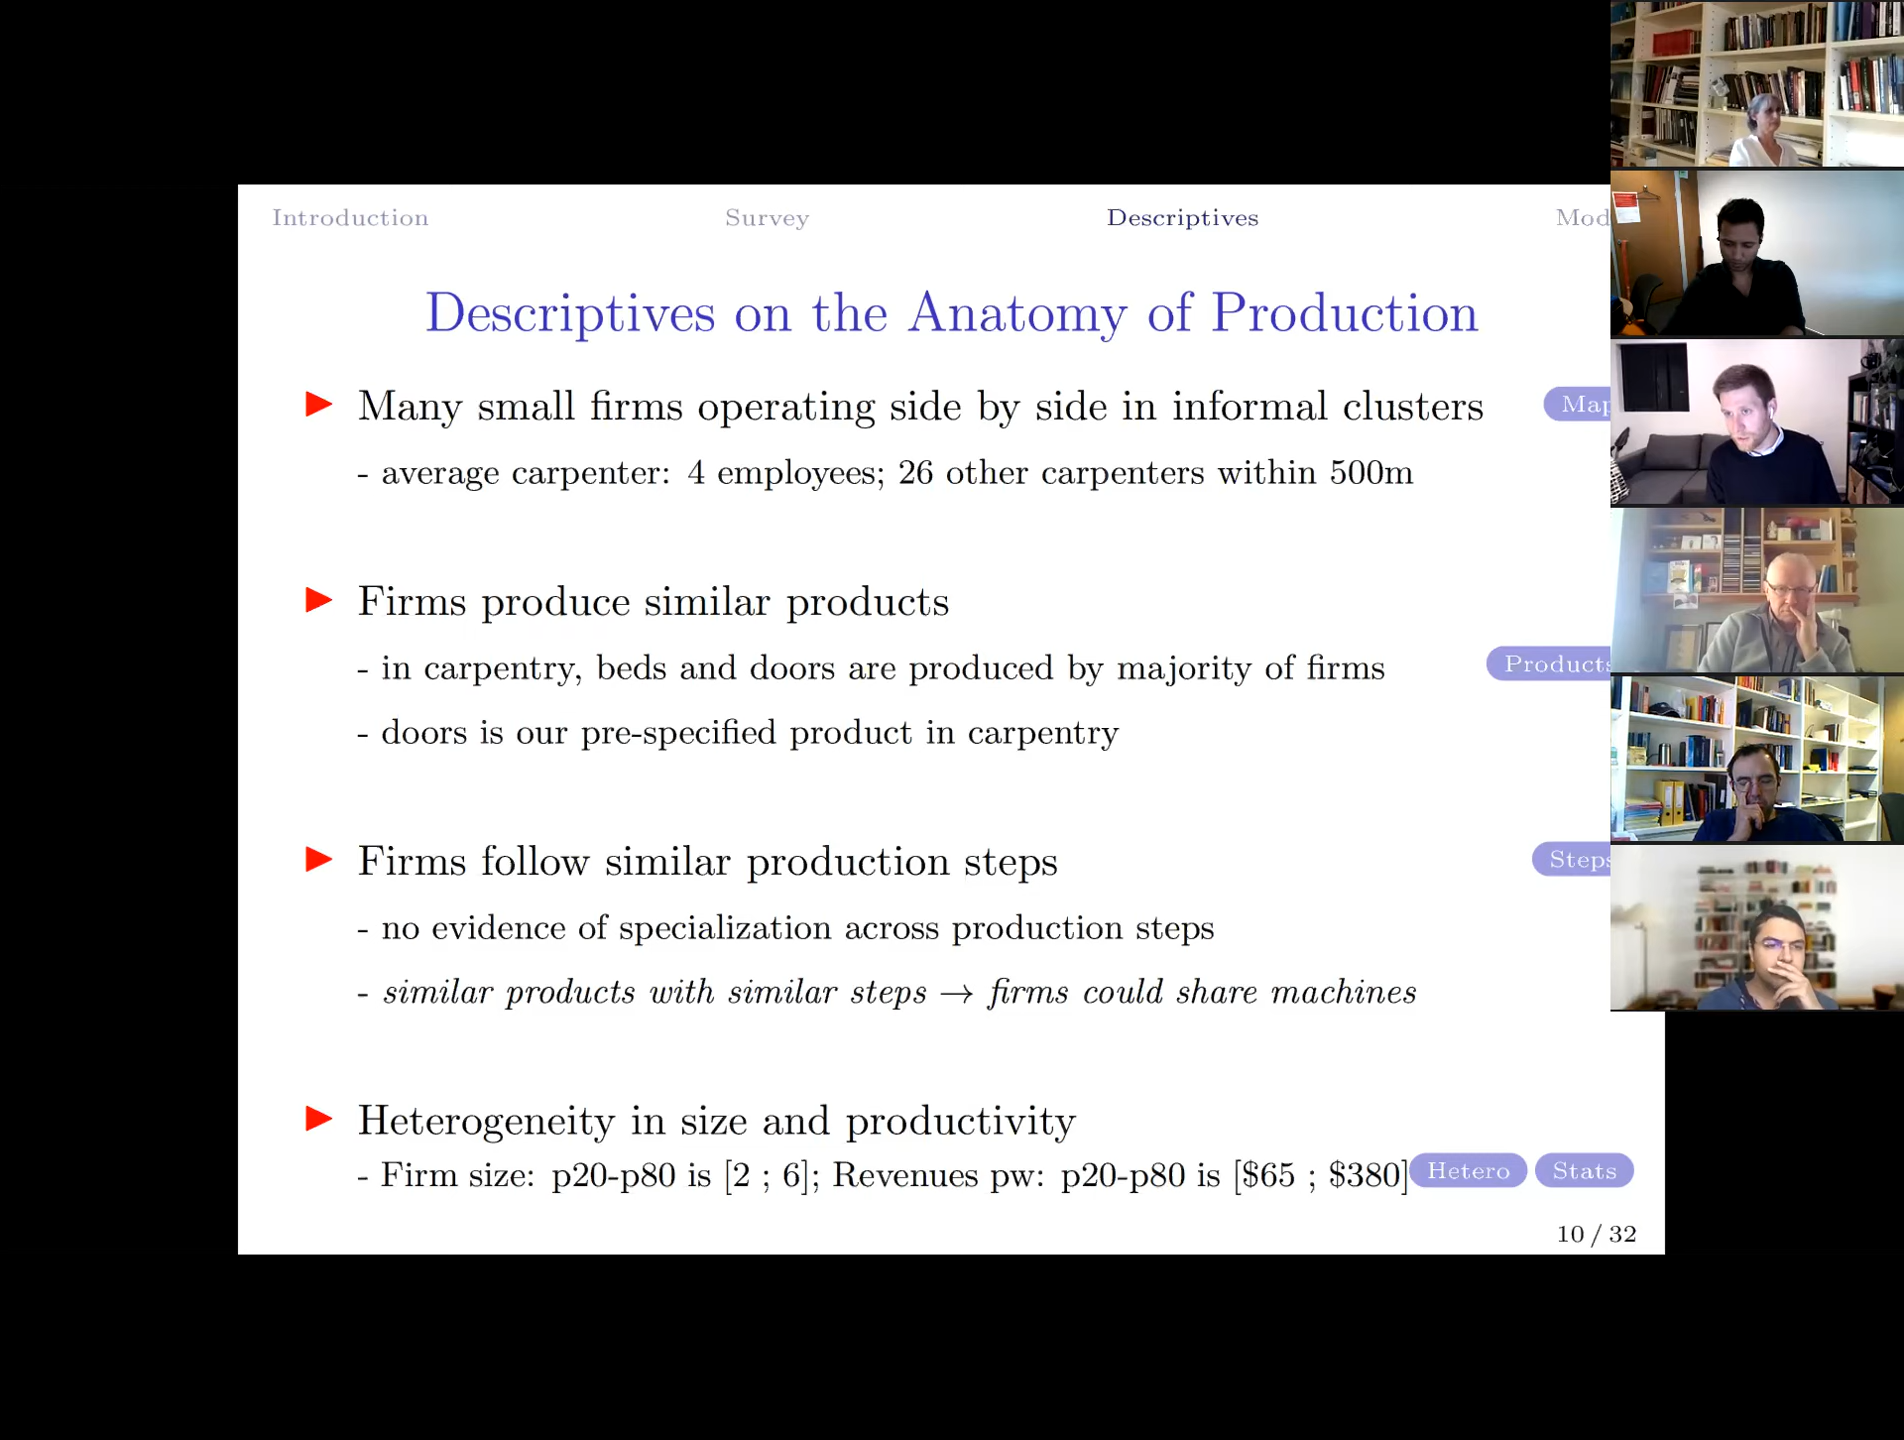 Introduction Survey Descriptives Mod
Descriptives on the Anatomy of Production
Many small firms operating side by side in informal clusters Map
- average carpenter: 4 employees; 26 other carpenters within 500m
Firms produce similar products
- in carpentry, beds and doors are produced by majority of firms Products
- doors is our pre-specified product in carpentry
Firms follow similar production steps Steps
- no evidence of specialization across production steps
- similar products with similar steps → firms could share machines
Heterogeneity in size and productivity
- Firm size: p20-p80 is [2 ; 6]; Revenues pw: p20-p80 is [$65 ; $380] Hetero Stats
10 / 32